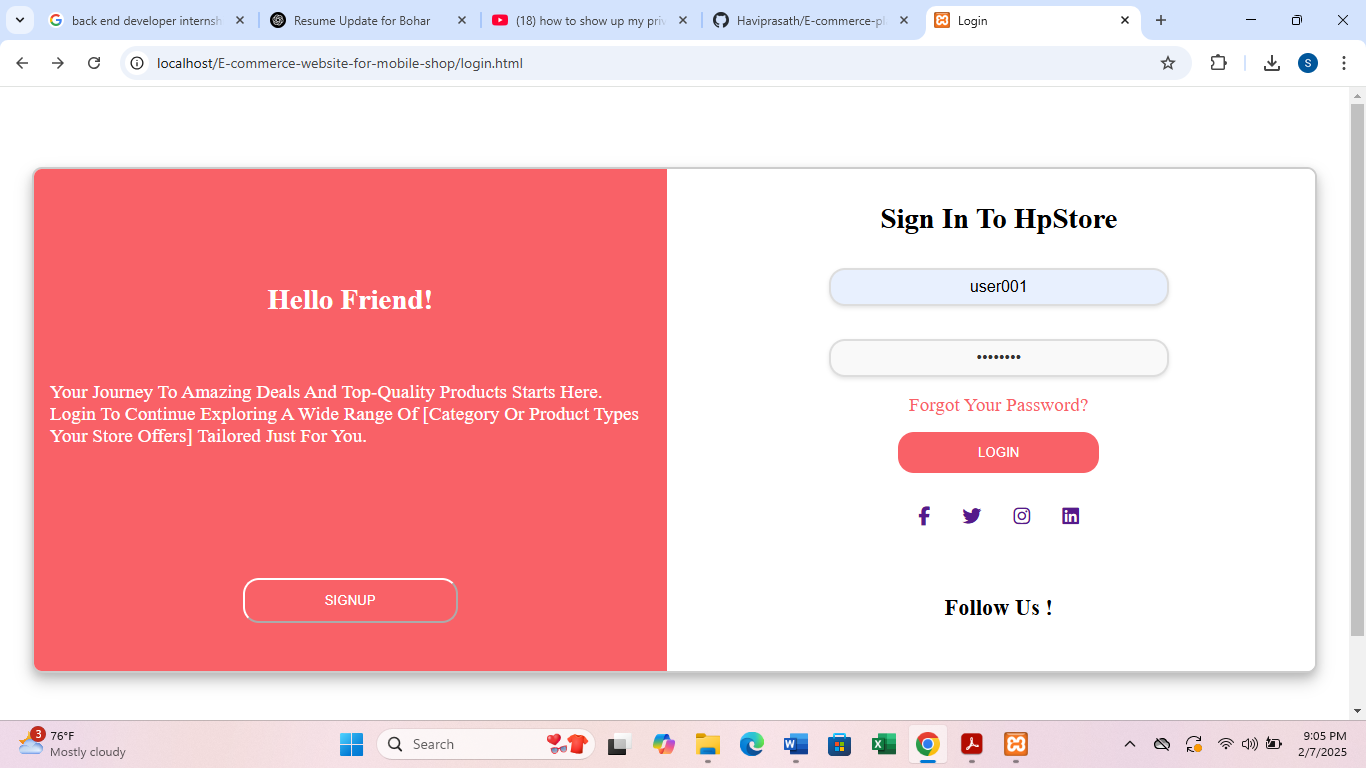 back end developer internsh
Resume Update for Bohar
(18) how to show up my priv
Haviprasath/E-commerce-pl
Login
localhost/E-commerce-website-for-mobile-shop/login.html
S
Sign In To HpStore
user001
Hello Friend!
Your Journey To Amazing Deals And Top-Quality Products Starts Here.
Login To Continue Exploring A Wide Range Of [Category Or Product Types
Your Store Offers] Tailored Just For You.
SIGNUP
••••••••
Forgot Your Password?
LOGIN
Follow Us !
3
76°F
Mostly cloudy
Search
9:05 PM
2/7/2025